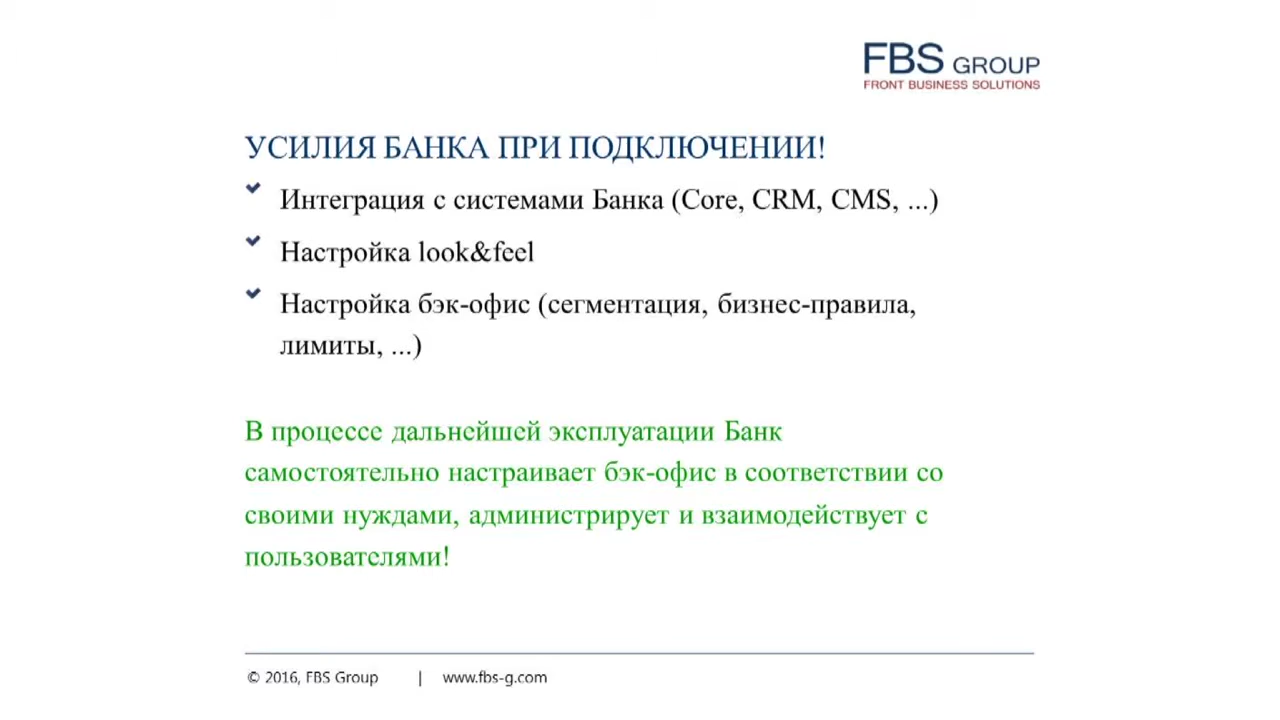 FBS GROUP
FRONT BUSINESS SOLUTIONS
УСИЛИЯ БАНКА ПРИ ПОДКЛЮЧЕНИИ!
Интеграция с системами Банка (Core, CRM, CMS, ...)
Настройка look&feel
Настройка бэк-офис (сегментация, бизнес-правила,
лимиты, ...)
В процессе дальнейшей эксплуатации Банк
самостоятельно настраивает бэк-офис в соответствии со
своими нуждами, администрирует и взаимодействует с
пользователями!
© 2016, FBS Group | www.fbs-g.com